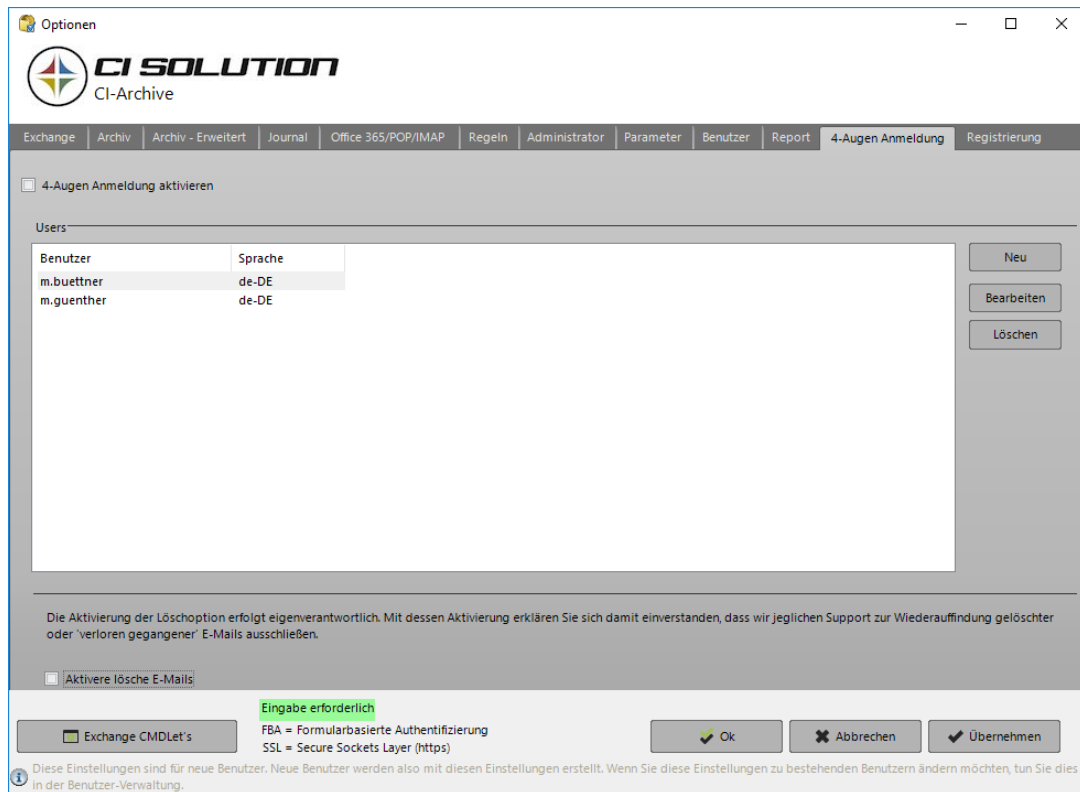 Optionen
CI SOLUTION
CI-Archive
Exchange Archiv Archiv - Erweitert Journal Office 365/POP/IMAP Regeln Administrator Parameter Benutzer Report 4-Augen Anmeldung Registrierung
4-Augen Anmeldung aktivieren
Users
Benutzer Sprache
m.buettner de-DE
m.guenther de-DE
Neu
Bearbeiten
Löschen
Die Aktivierung der Löschoption erfolgt eigenverantwortlich. Mit dessen Aktivierung erklären Sie sich damit einverstanden, dass wir jeglichen Support zur Wiederauffindung gelöschter
oder 'verloren gegangener' E-Mails ausschließen.
Aktivere lösche E-Mails
Eingabe erforderlich
FBA = Formularbasierte Authentifizierung
SSL = Secure Sockets Layer (https)
Exchange CMDLet's
Ok
Abbrechen
Übernehmen
Diese Einstellungen sind für neue Benutzer. Neue Benutzer werden also mit diesen Einstellungen erstellt. Wenn Sie diese Einstellungen zu bestehenden Benutzern ändern möchten, tun Sie dies
in der Benutzer-Verwaltung.